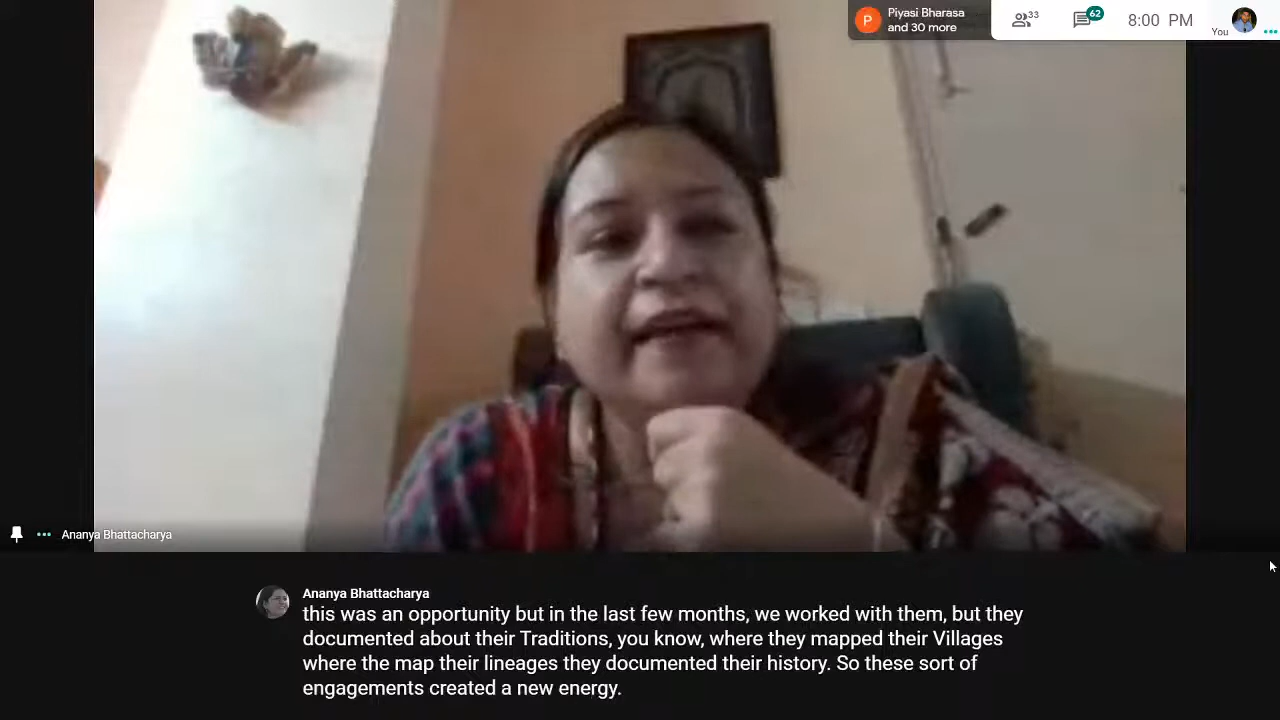 P
Piyasi Bharasa
and 30 more
33
62
8:00 PM
You
Ananya Bhattacharya
Ananya Bhattacharya
this was an opportunity but in the last few months, we worked with them, but they
documented about their Traditions, you know, where they mapped their Villages
where the map their lineages they documented their history. So these sort of
engagements created a new energy.